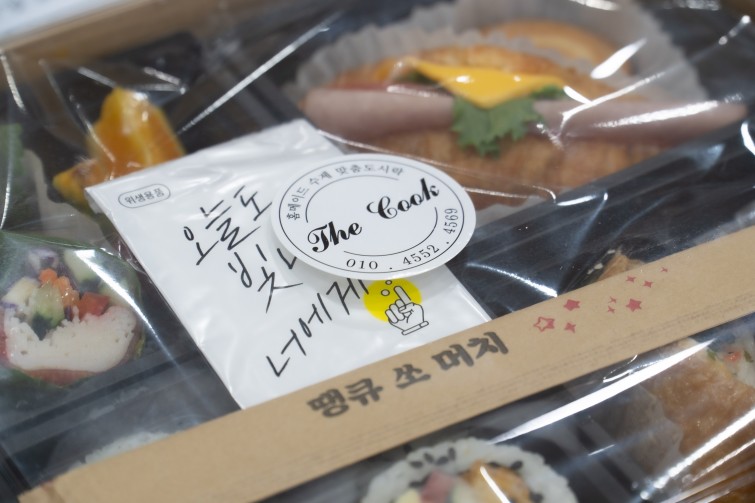 위생용품
오늘도
빛나
너에게
홈메이드 수제 맞춤도시락
The Cook
010 . 4552 . 4569
땡큐 쏘 머치